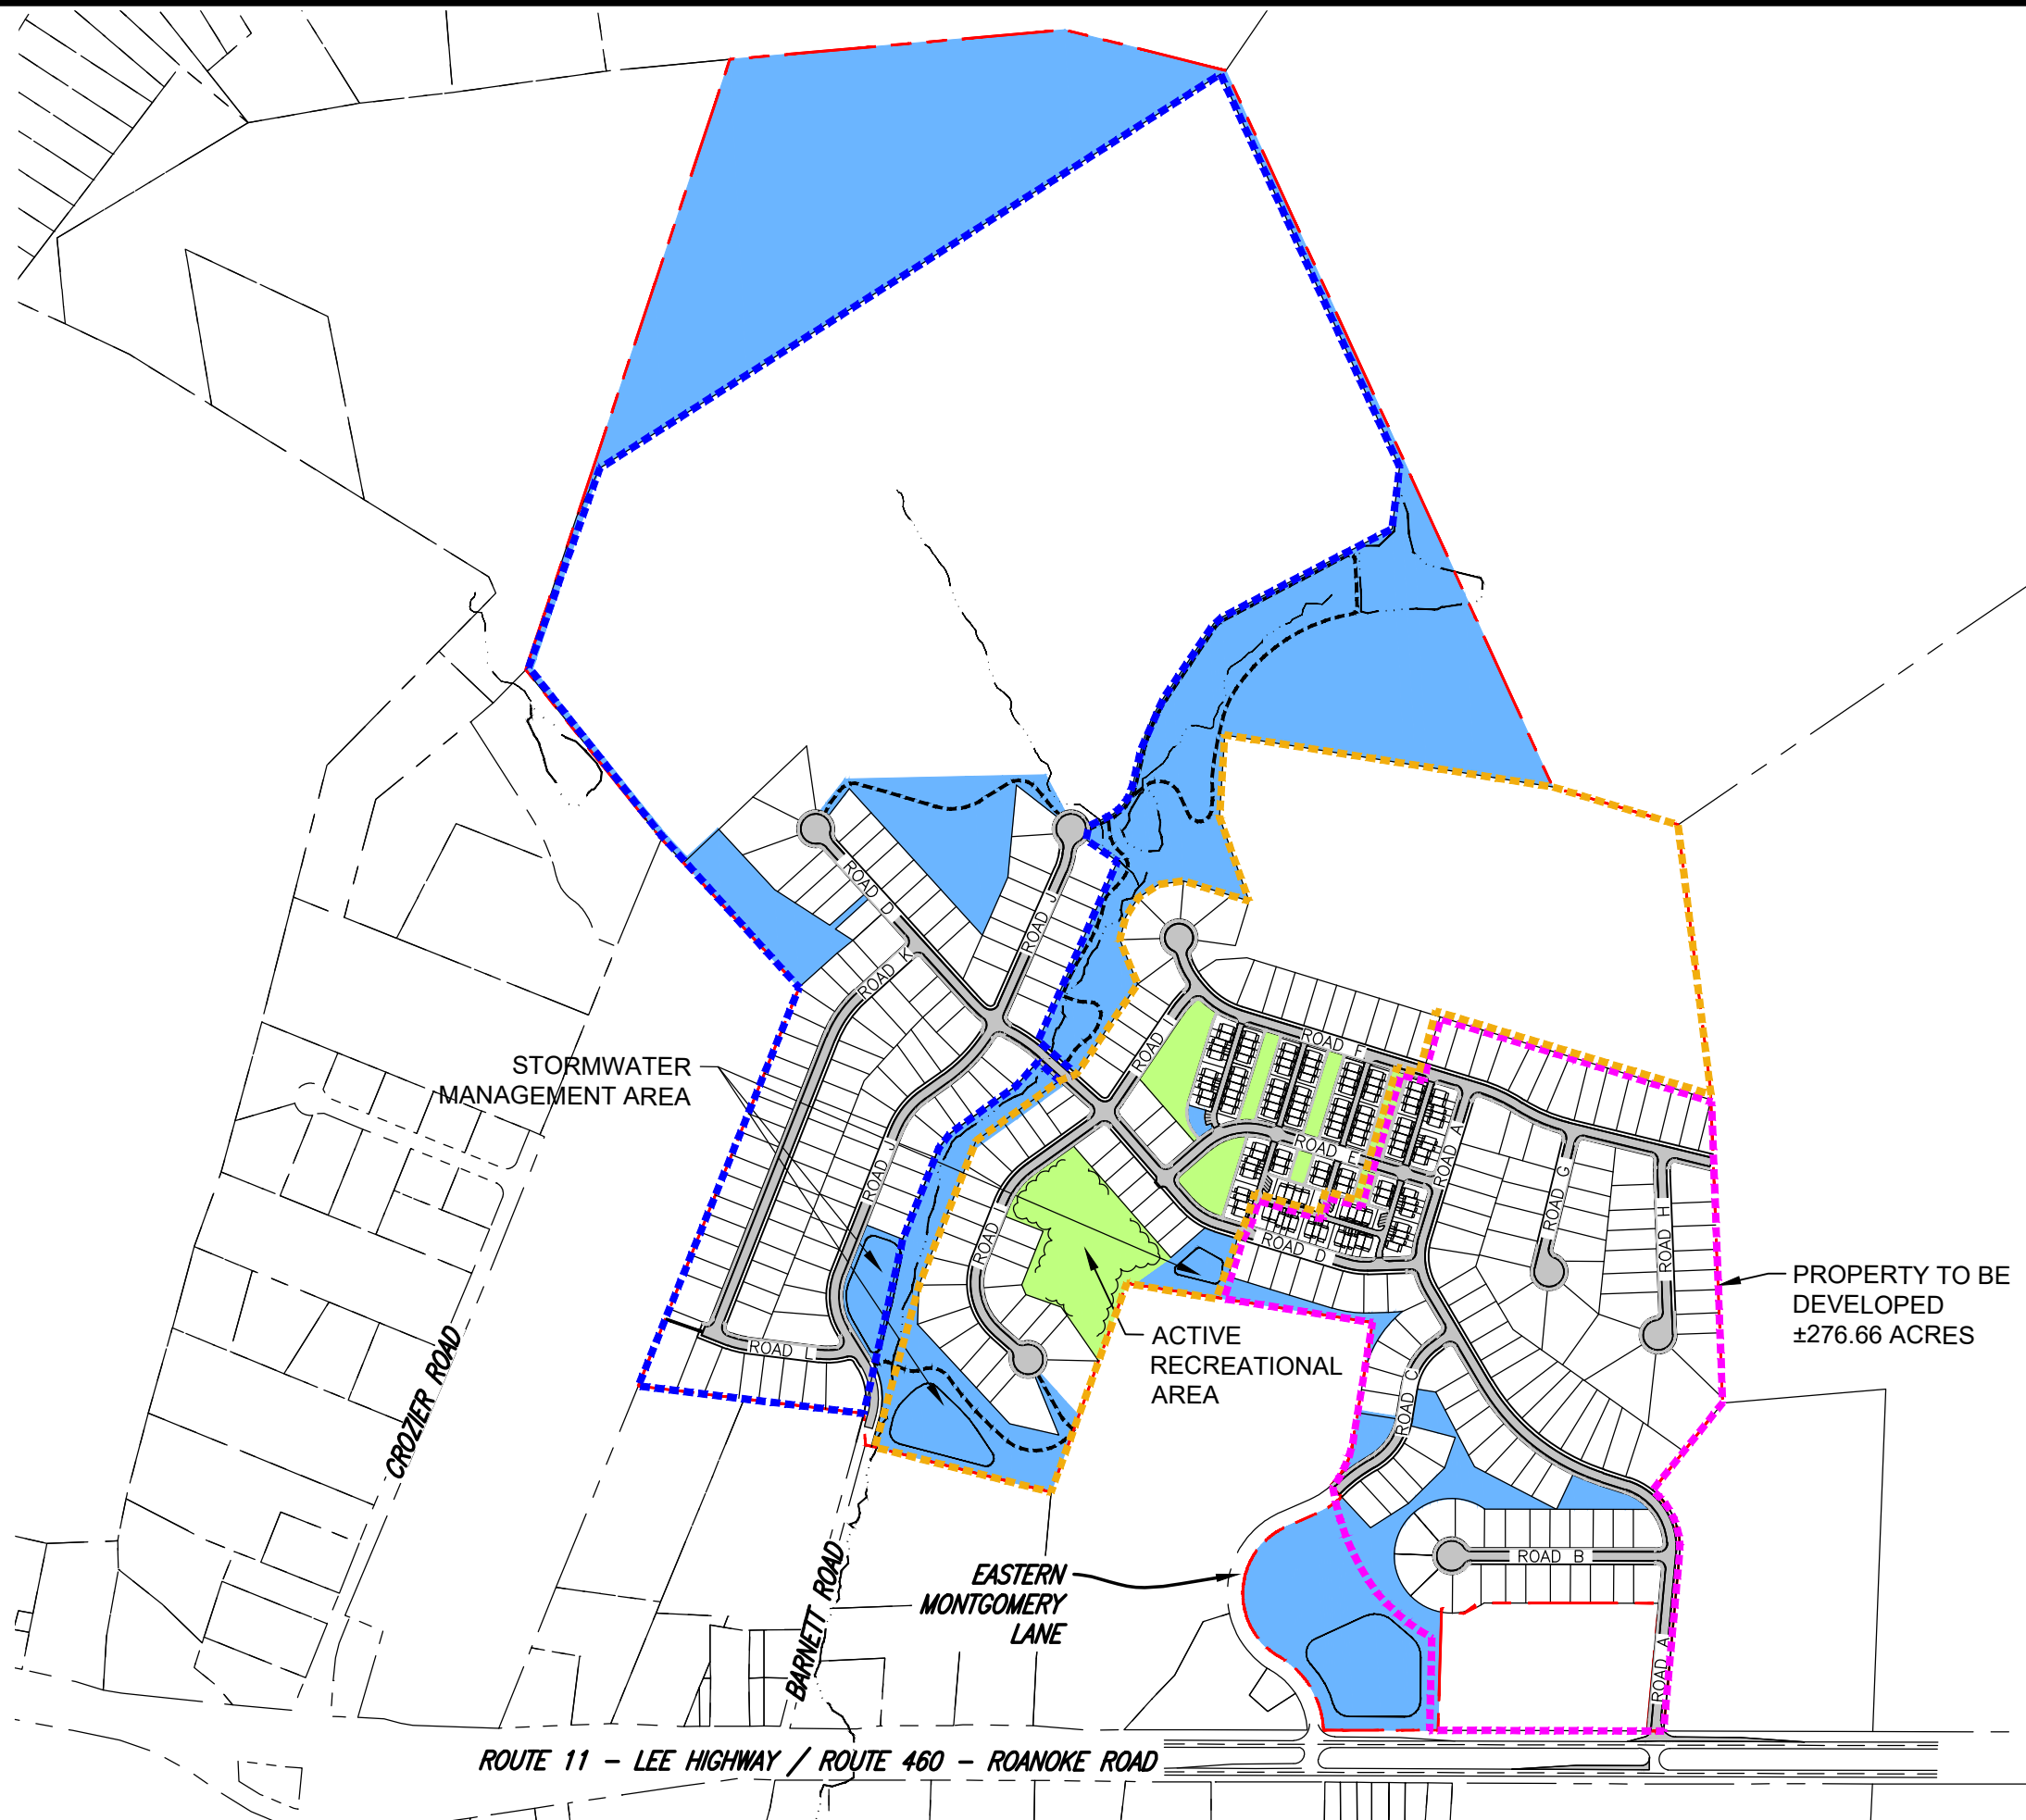 ROAD D
ROAD J
ROAD K
ROAD I
ROAD F
STORMWATER
MANAGEMENT AREA
ROAD J
ROAD E
ROAD A
ROAD G
ROAD H
ROAD I
ROAD D
PROPERTY TO BE
DEVELOPED
±276.66 ACRES
ACTIVE
RECREATIONAL
AREA
ROAD L
ROAD C
CROZIER ROAD
ROAD B
EASTERN
MONTGOMERY
LANE
BARNETT ROAD
ROAD A
ROUTE 11 – LEE HIGHWAY / ROUTE 460 – ROANOKE ROAD